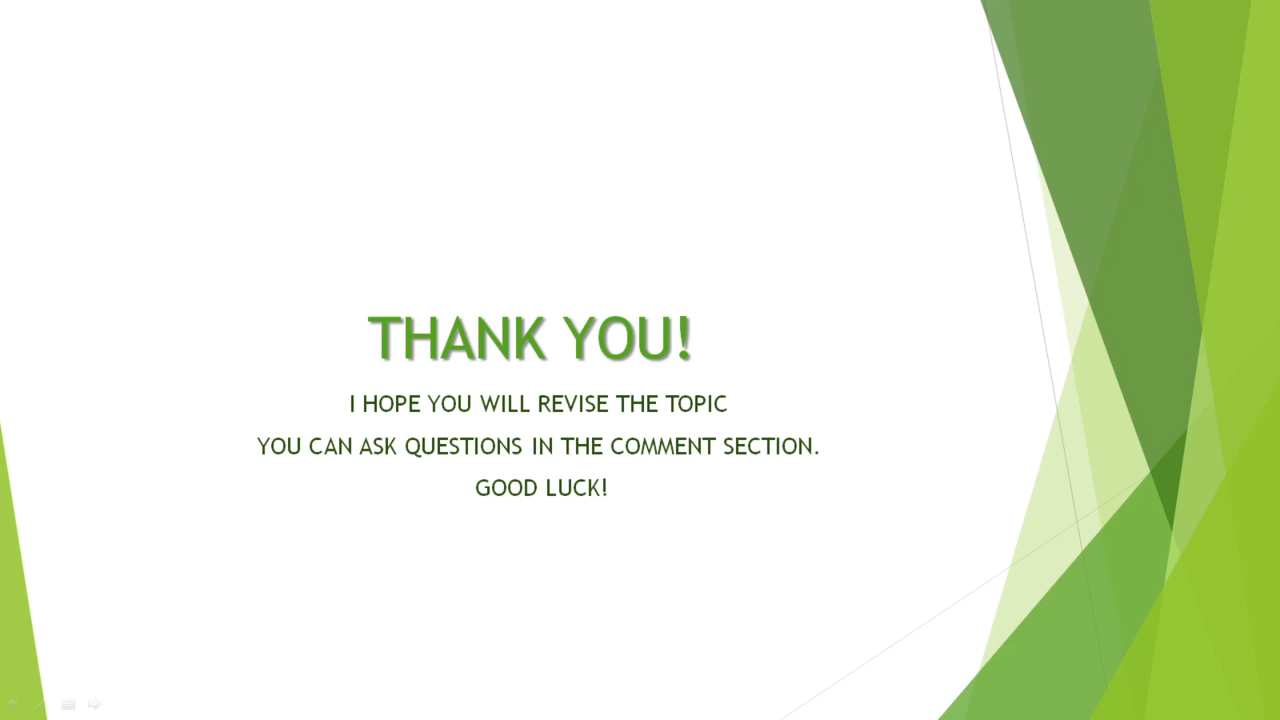 THANK YOU!
I HOPE YOU WILL REVISE THE TOPIC
YOU CAN ASK QUESTIONS IN THE COMMENT SECTION.
GOOD LUCK!